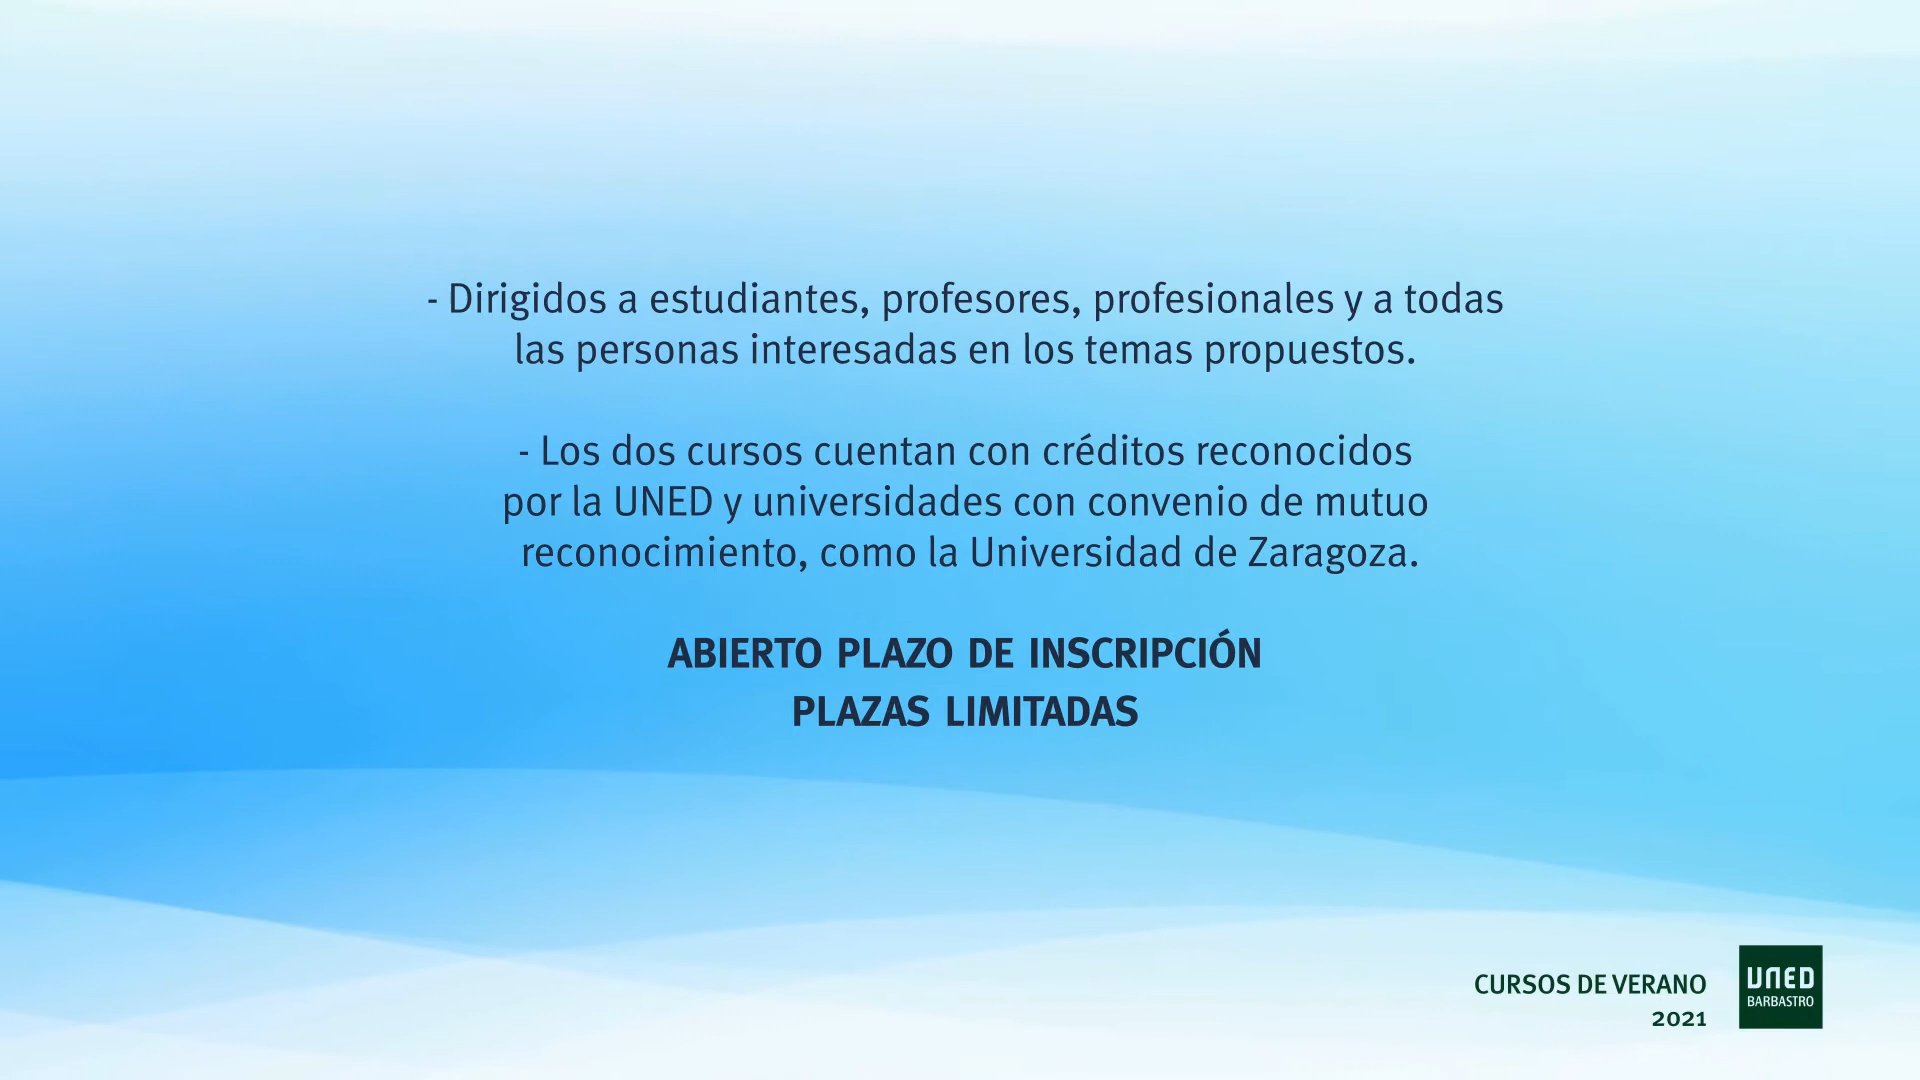 - Dirigidos a estudiantes, profesores, profesionales y a todas
las personas interesadas en los temas propuestos.
- Los dos cursos cuentan con créditos reconocidos
por la UNED y universidades con convenio de mutuo
reconocimiento, como la Universidad de Zaragoza.
ABIERTO PLAZO DE INSCRIPCIÓN
PLAZAS LIMITADAS
CURSOS DE VERANO
2021
UNED
BARBASTRO